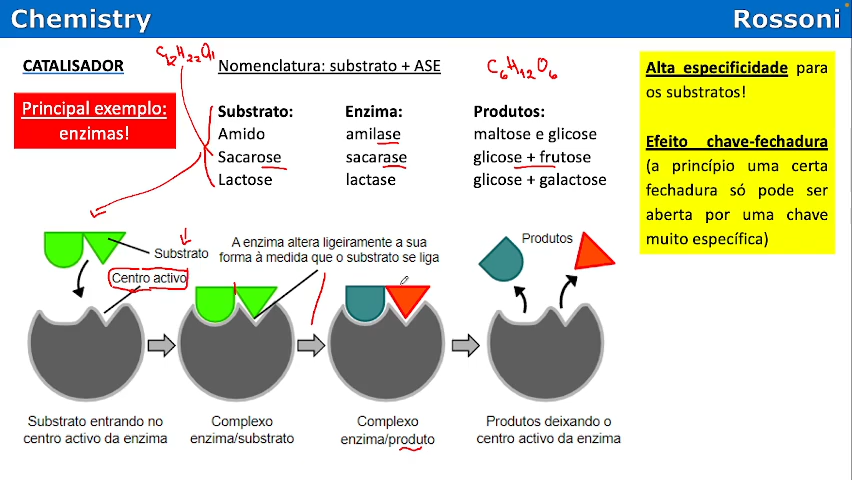 Chemistry
Rossoni
CATALISADOR
C₁₂H₂₂O₁₁
Nomenclatura: substrato + ASE
C₆H₁₂O₆
Principal exemplo:
enzimas!
Substrato: Enzima: Produtos:
Amido amilase maltose e glicose
Sacarose sacarase glicose + frutose
Lactose lactase glicose + galactose
Alta especificidade para
os substratos!
Efeito chave-fechadura
(a princípio uma certa
fechadura só pode ser
aberta por uma chave
muito específica)
Substrato
Centro activo
A enzima altera ligeiramente a sua
forma à medida que o substrato se liga
Produtos
Substrato entrando no
centro activo da enzima
Complexo
enzima/substrato
Complexo
enzima/produto
Produtos deixando o
centro activo da enzima